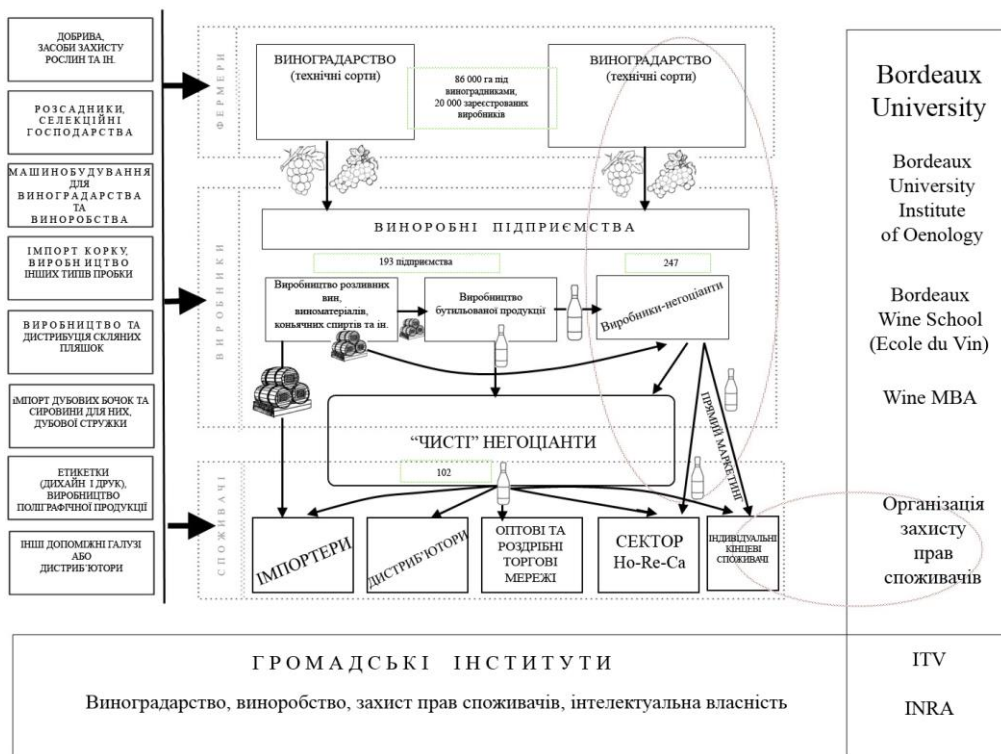 ДОБРИВА,
ЗАСОБИ ЗАХИСТУ
РОСЛИН ТА ІН.
РОЗСАДНИКИ,
СЕЛЕКЦІЙНІ
ГОСПОДАРСТВА
МАШИНОБУДУВАННЯ
ДЛЯ
ВИНОГРАДАРСТВА
ТА
ВИНОРОБСТВА
ІМПОРТ КОРКУ,
ВИРОБНИЦТВО
ІНШИХ ТИПІВ ПРОБКИ
ВИРОБНИЦТВО ТА
ДИСТРИБУЦІЯ СКЛЯНИХ
ПЛЯШОК
іМПОРТ ДУБОВИХ БОЧОК ТА
СИРОВИНИ ДЛЯ НИХ,
ДУБОВОЇ СТРУЖКИ
ЕТИКЕТКИ
(ДИХАЙН І ДРУК),
ВИРОБНИЦТВО
ПОЛІГРАФІЧНОЇ ПРОДУКЦІЇ
ІНШІ ДОПОМІЖНІ ГАЛУЗІ
АБО
ДИСТРИБ'ЮТОРИ
ФЕРМЕРИ
ВИНОГРАДАРСТВО
(технічні сорти)
86 000 га під
виноградниками,
20 000 зареєстрованих
виробників
ВИНОГРАДАРСТВО
(технічні сорти)
ВИРОБНИКИ
ВИНОРОБНІ ПІДПРИЄМСТВА
193 підприємства
247
Виробництво розливних
вин,
виноматеріалів,
коньячних спиртів та ін.
Виробництво
бутильованої продукції
Виробники-негоціанти
“ЧИСТІ” НЕГОЦІАНТИ
102
ПРЯМИЙ МАРКЕТИНГ
СПОЖИВАЧІ
ІМПОРТЕРИ
ДИСТРИБ'ЮТОРИ
ОПТОВІ ТА
РОЗДРІБНІ
ТОРГОВІ
МЕРЕЖІ
СЕКТОР
Ho-Re-Ca
ІНДИВИДУАЛЬНІ
КІНЦЕВІ
СПОЖИВАЧІ
Bordeaux
University
Bordeaux
University
Institute
of Oenology
Bordeaux
Wine School
(Ecole du Vin)
Wine MBA
Організація
захисту
прав
споживачів
ГРОМАДСЬКІ ІНСТИТУТИ
Виноградарство, виноробство, захист прав споживачів, інтелектуальна власність
ITV
INRA